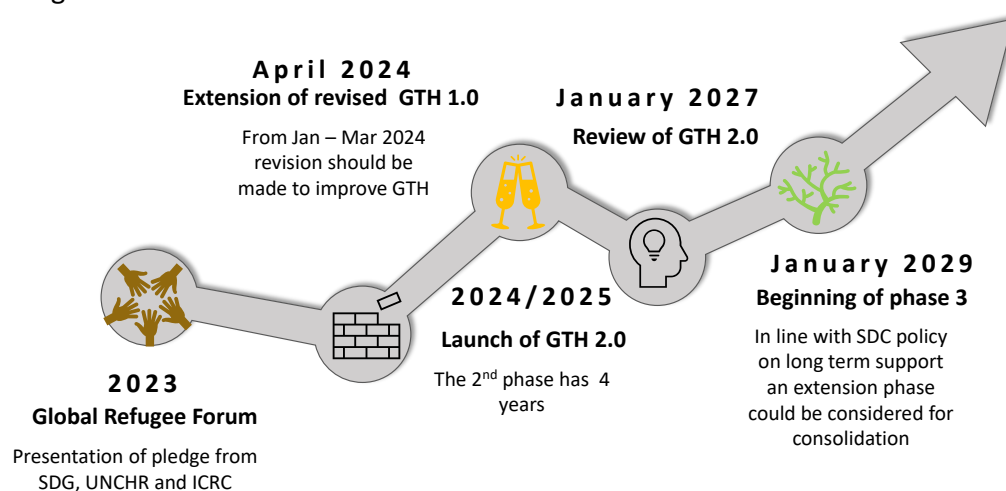 April 2024
Extension of revised GTH 1.0
From Jan – Mar 2024
revision should be
made to improve GTH
January 2027
Review of GTH 2.0
2023
Global Refugee Forum
Presentation of pledge from
SDG, UNCHR and ICRC
2024/2025
Launch of GTH 2.0
The 2nd phase has 4
years
January 2029
Beginning of phase 3
In line with SDC policy
on long term support
an extension phase
could be considered for
consolidation